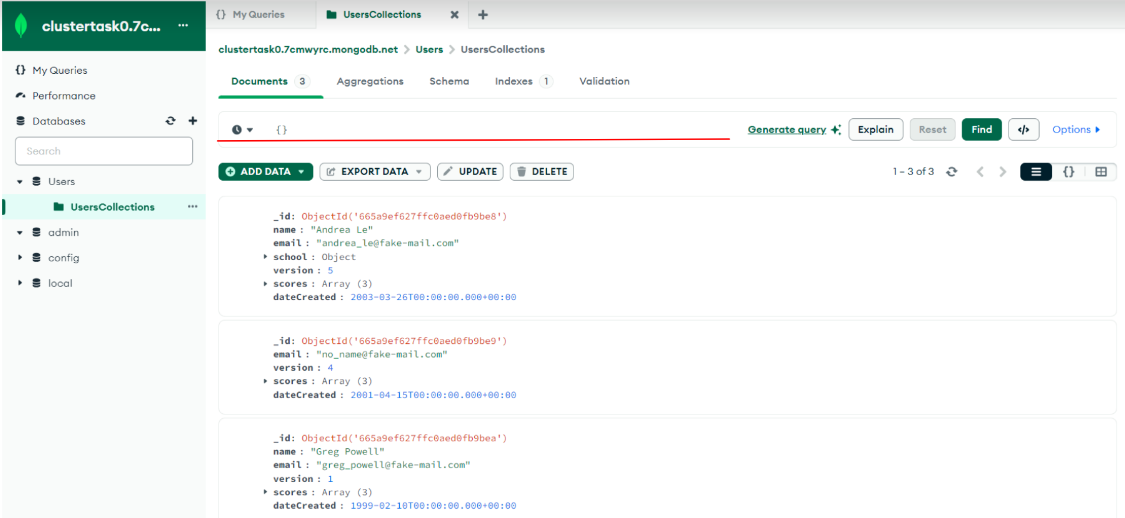 clustertask0.7c... ...
{} My Queries
UsersCollections
clustertask0.7cmwyrc.mongodb.net > Users > UsersCollections
{} My Queries
Performance
Databases
Search
Users
UsersCollections ...
admin
config
local
Documents 3 Aggregations Schema Indexes 1 Validation
{} Generate query Explain Reset Find </> Options
ADD DATA EXPORT DATA UPDATE DELETE 1 – 3 of 3 {}
_id: ObjectId('665a9ef627ffc0aed0fb9be8')
name : "Andrea Le"
email : "andrea_le@fake-mail.com"
school : Object
version : 5
scores : Array (3)
dateCreated : 2003-03-26T00:00:00.000+00:00
_id: ObjectId('665a9ef627ffc0aed0fb9be9')
email : "no_name@fake-mail.com"
version : 4
scores : Array (3)
dateCreated : 2001-04-15T00:00:00.000+00:00
_id: ObjectId('665a9ef627ffc0aed0fb9bea')
name : "Greg Powell"
email : "greg_powell@fake-mail.com"
version : 1
scores : Array (3)
dateCreated : 1999-02-10T00:00:00.000+00:00